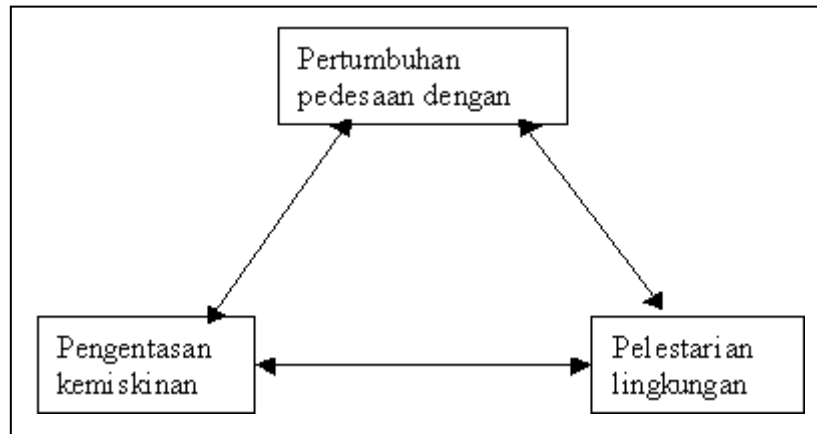 Pertumbuhan
pedesaan dengan
Pengentasan
kemiskinan
Pelestarian
lingkungan